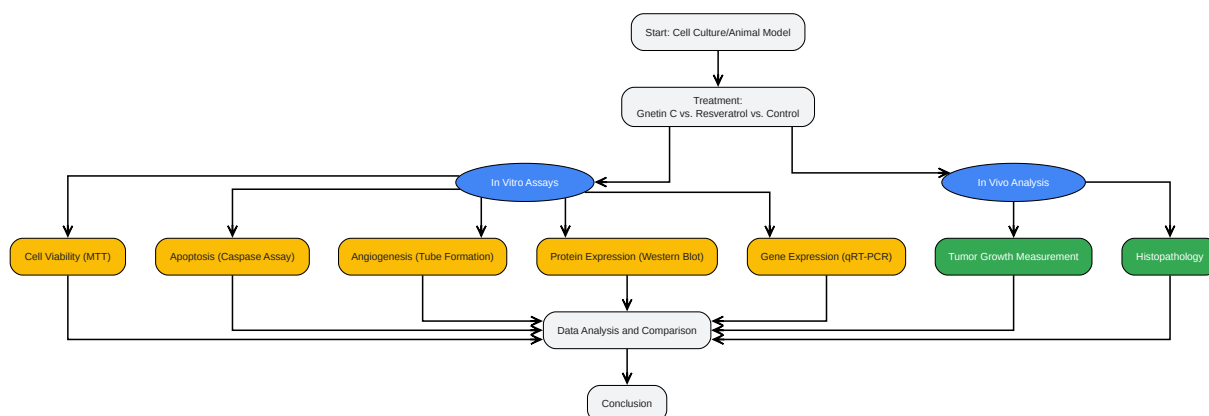 Start: Cell Culture/Animal Model
Treatment:
Gnetin C vs. Resveratrol vs. Control
In Vitro Assays
In Vivo Analysis
Cell Viability (MTT)
Apoptosis (Caspase Assay)
Angiogenesis (Tube Formation)
Protein Expression (Western Blot)
Gene Expression (qRT-PCR)
Tumor Growth Measurement
Histopathology
Data Analysis and Comparison
Conclusion